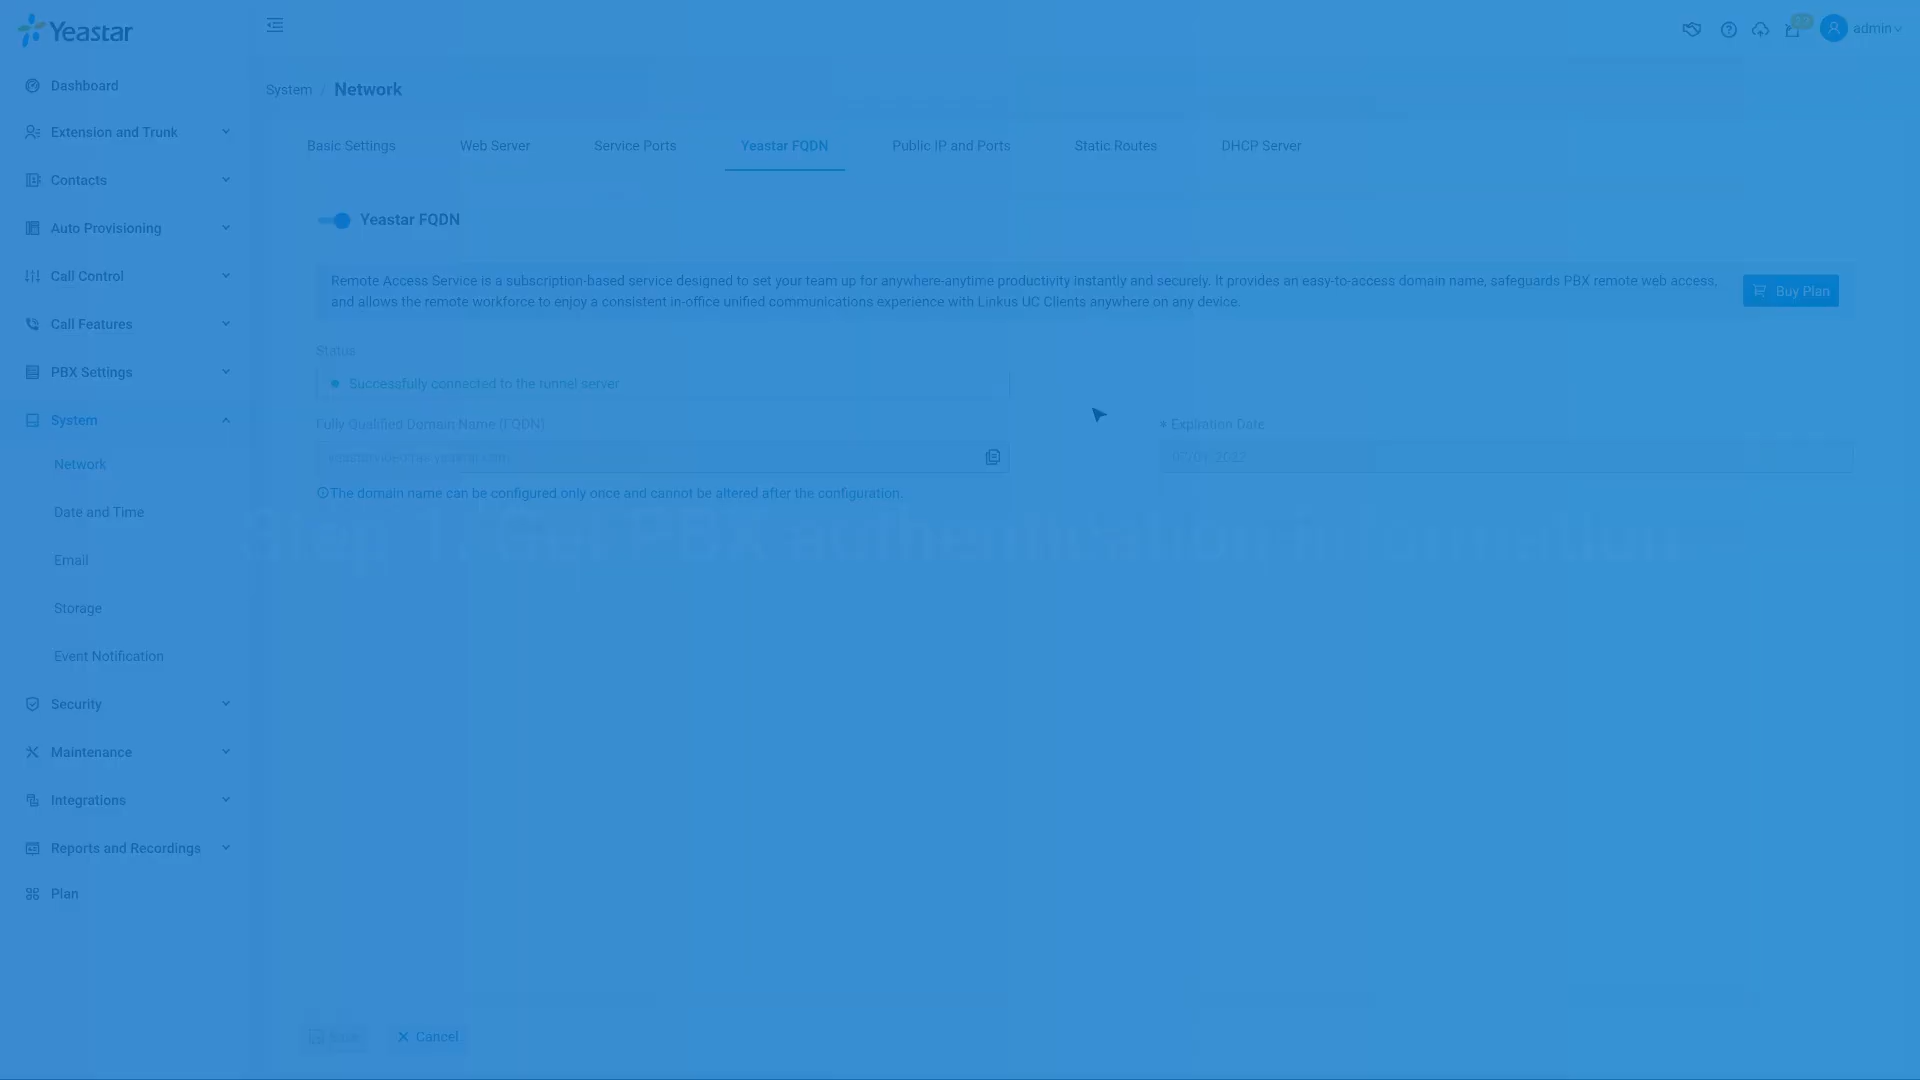 Yeastar
admin
Dashboard
System / Network
Extension and Trunk
Basic Settings
Web Server
Service Ports
Yeastar FQDN
Public IP and Ports
Static Routes
DHCP Server
Contacts
Yeastar FQDN
Auto Provisioning
Call Control
Remote Access Service is a subscription-based service designed to set your team up for anywhere-anytime productivity instantly and securely. It provides an easy-to-access domain name, safeguards PBX remote web access,
and allows the remote workforce to enjoy a consistent in-office unified communications experience with Linkus UC Clients anywhere on any device.
Buy Plan
Call Features
Status
PBX Settings
Successfully connected to the tunnel server
System
Fully Qualified Domain Name (FQDN)
Expiration Date
Network
The domain name can be configured only once and cannot be altered after the configuration.
Date and Time
Step 1. Set PBX authentication information
Email
Storage
Event Notification
Security
Maintenance
Integrations
Reports and Recordings
Plan
Save
Cancel